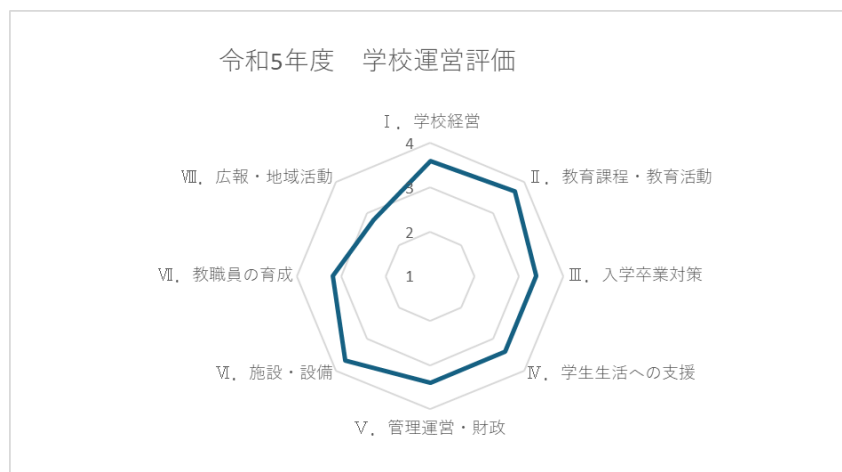 令和5年度　学校運営評価
Ⅰ．学校経営
4
Ⅷ．広報・地域活動
Ⅱ．教育課程・教育活動
3
2
Ⅶ．教職員の育成
1
Ⅲ．入学卒業対策
Ⅵ．施設・設備
Ⅳ．学生生活への支援
Ⅴ．管理運営・財政